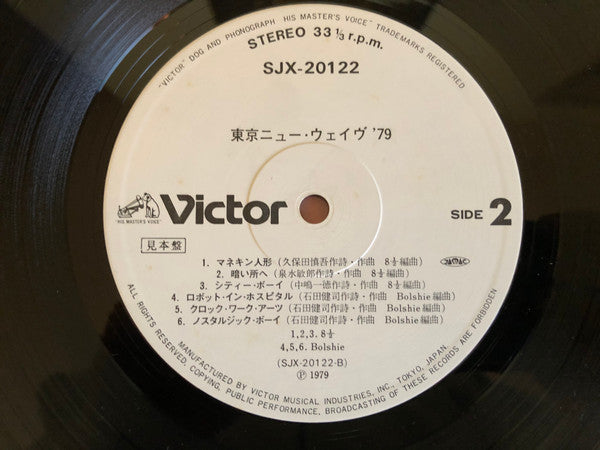 "VICTOR" DOG AND PHONOGRAPH "HIS MASTER'S VOICE" TRADEMARKS REGISTERED
STEREO 33 1/3 r.p.m.
SJX-20122
東京ニュー・ウェイヴ '79
"HIS MASTER'S VOICE"
Victor
SIDE 2
見本盤
1. マネキン人形 (久保田慎吾作詩・作曲 8½編曲)
2. 暗い所へ (泉水敏郎作詩・作曲 8½編曲)
3. シティー・ボーイ (中嶋一徳作詩・作曲 8½編曲)
4. ロボット・イン・ホスピタル (石田健司作詩・作曲 Bolshie編曲)
5. クロック・ワーク・アーツ (石田健司作詩・作曲 Bolshie編曲)
6. ノスタルジック・ボーイ (石田健司作詩・作曲 Bolshie編曲)
1,2,3. 8½
4,5,6. Bolshie
(SJX-20122-B)
Ⓟ 1979
MANUFACTURED BY VICTOR MUSICAL INDUSTRIES, INC., TOKYO, JAPAN.
ALL RIGHTS RESERVED. COPYING, PUBLIC PERFORMANCE, BROADCASTING OF THESE RECORDS ARE FORBIDDEN